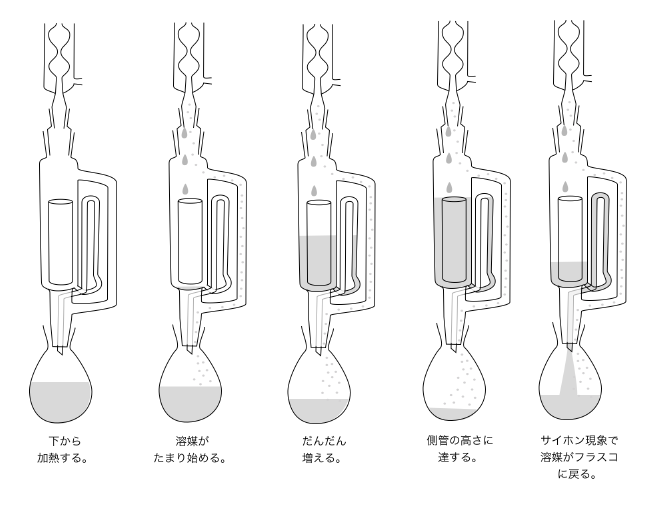 下から
加熱する。
溶媒が
たまり始める。
だんだん
増える。
側管の高さに
達する。
サイホン現象で
溶媒がフラスコ
に戻る。